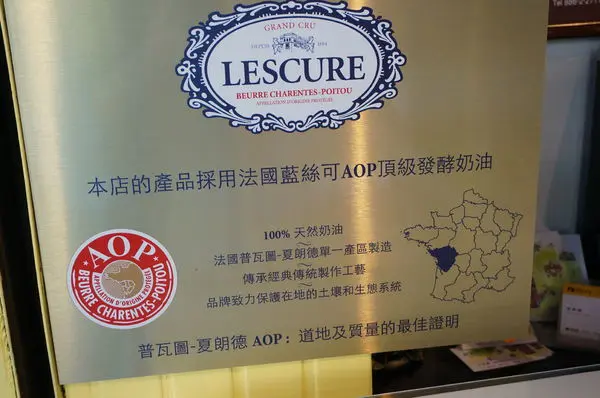 GRAND CRU
DEPUIS 1884
LESCURE
BEURRE CHARENTES-POITOU
APPELLATION D'ORIGINE PROTÉGÉE
本店的產品採用法國藍絲可AOP頂級發酵奶油
100% 天然奶油
法國普瓦圖-夏朗德單一產區製造
傳承經典傳統製作工藝
品牌致力保護在地的土壤和生態系統
AOP
APPELLATION D'ORIGINE PROTÉGÉE
BEURRE CHARENTES-POITOU
普瓦圖-夏朗德 AOP：道地及質量的最佳證明